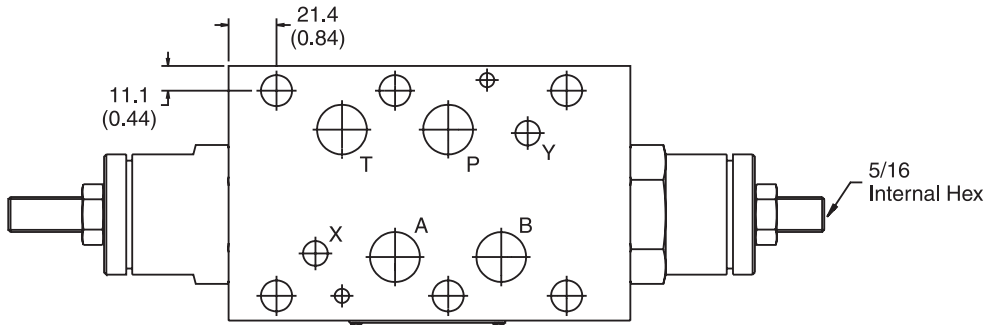 21.4
(0.84)
11.1
(0.44)
T
P
Y
5/16
Internal Hex
X
A
B